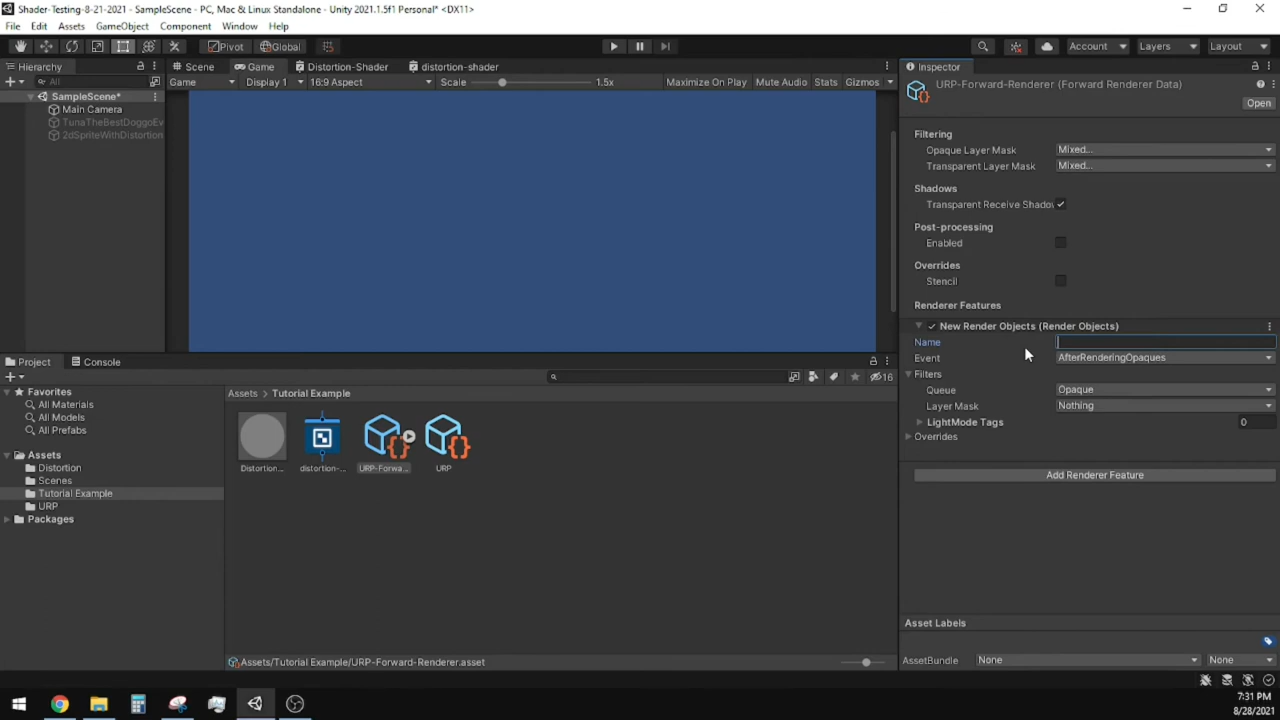 Shader-Testing-8-21-2021 - SampleScene - PC, Mac & Linux Standalone - Unity 2021.1.5f1 Personal* <DX11>
File Edit Assets GameObject Component Window Help
Pivot Global Account Layers Layout
Hierarchy Scene Game Distortion-Shader distortion-shader Inspector
All Game Display 1 16:9 Aspect Scale 1.5x Maximize On Play Mute Audio Stats Gizmos
URP-Forward-Renderer (Forward Renderer Data)
Open
SampleScene*
Main Camera
TunaTheBestDoggoEv
2dSpriteWithDistortion
Filtering
Opaque Layer Mask Mixed...
Transparent Layer Mask Mixed...
Shadows
Transparent Receive Shadov
Post-processing
Enabled
Overrides
Stencil
Renderer Features
New Render Objects (Render Objects)
Name
Event AfterRenderingOpaques
Filters
Queue Opaque
Layer Mask Nothing
LightMode Tags 0
Overrides
Add Renderer Feature
Project Console
16
Favorites
All Materials
All Models
All Prefabs
Assets
Distortion
Scenes
Tutorial Example
URP
Packages
Assets > Tutorial Example
Distortion... distortion-... URP-Forwa... URP
Assets/Tutorial Example/URP-Forward-Renderer.asset
Asset Labels
AssetBundle None None
7:31 PM
8/28/2021